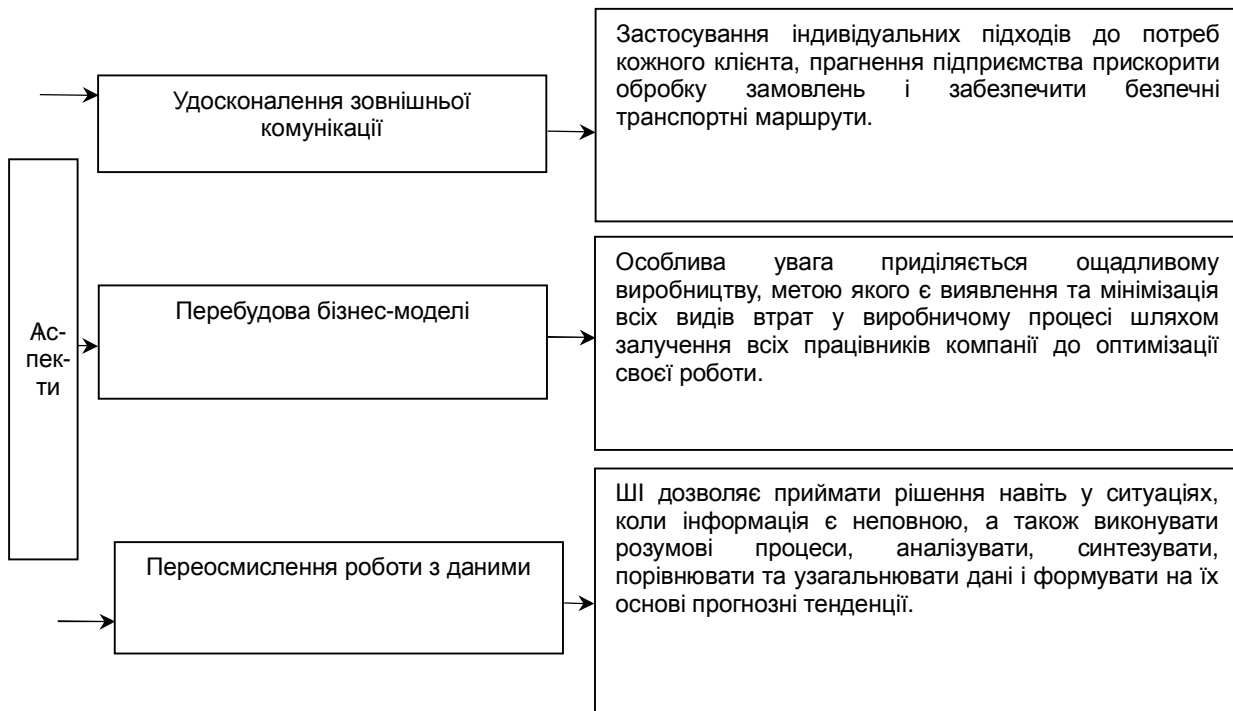 Застосування індивідуальних підходів до потреб
кожного клієнта, прагнення підприємства прискорити
обробку замовлень і забезпечити безпечні
транспортні маршрути.
Удосконалення зовнішньої
комунікації
Особлива увага приділяється ощадливому
виробництву, метою якого є виявлення та мінімізація
всіх видів втрат у виробничому процесі шляхом
залучення всіх працівників компанії до оптимізації
своєї роботи.
Перебудова бізнес-моделі
Ас-
пек-
ти
ШІ дозволяє приймати рішення навіть у ситуаціях,
коли інформація є неповною, а також виконувати
розумові процеси, аналізувати, синтезувати,
порівнювати та узагальнювати дані і формувати на їх
основі прогнозні тенденції.
Переосмислення роботи з даними